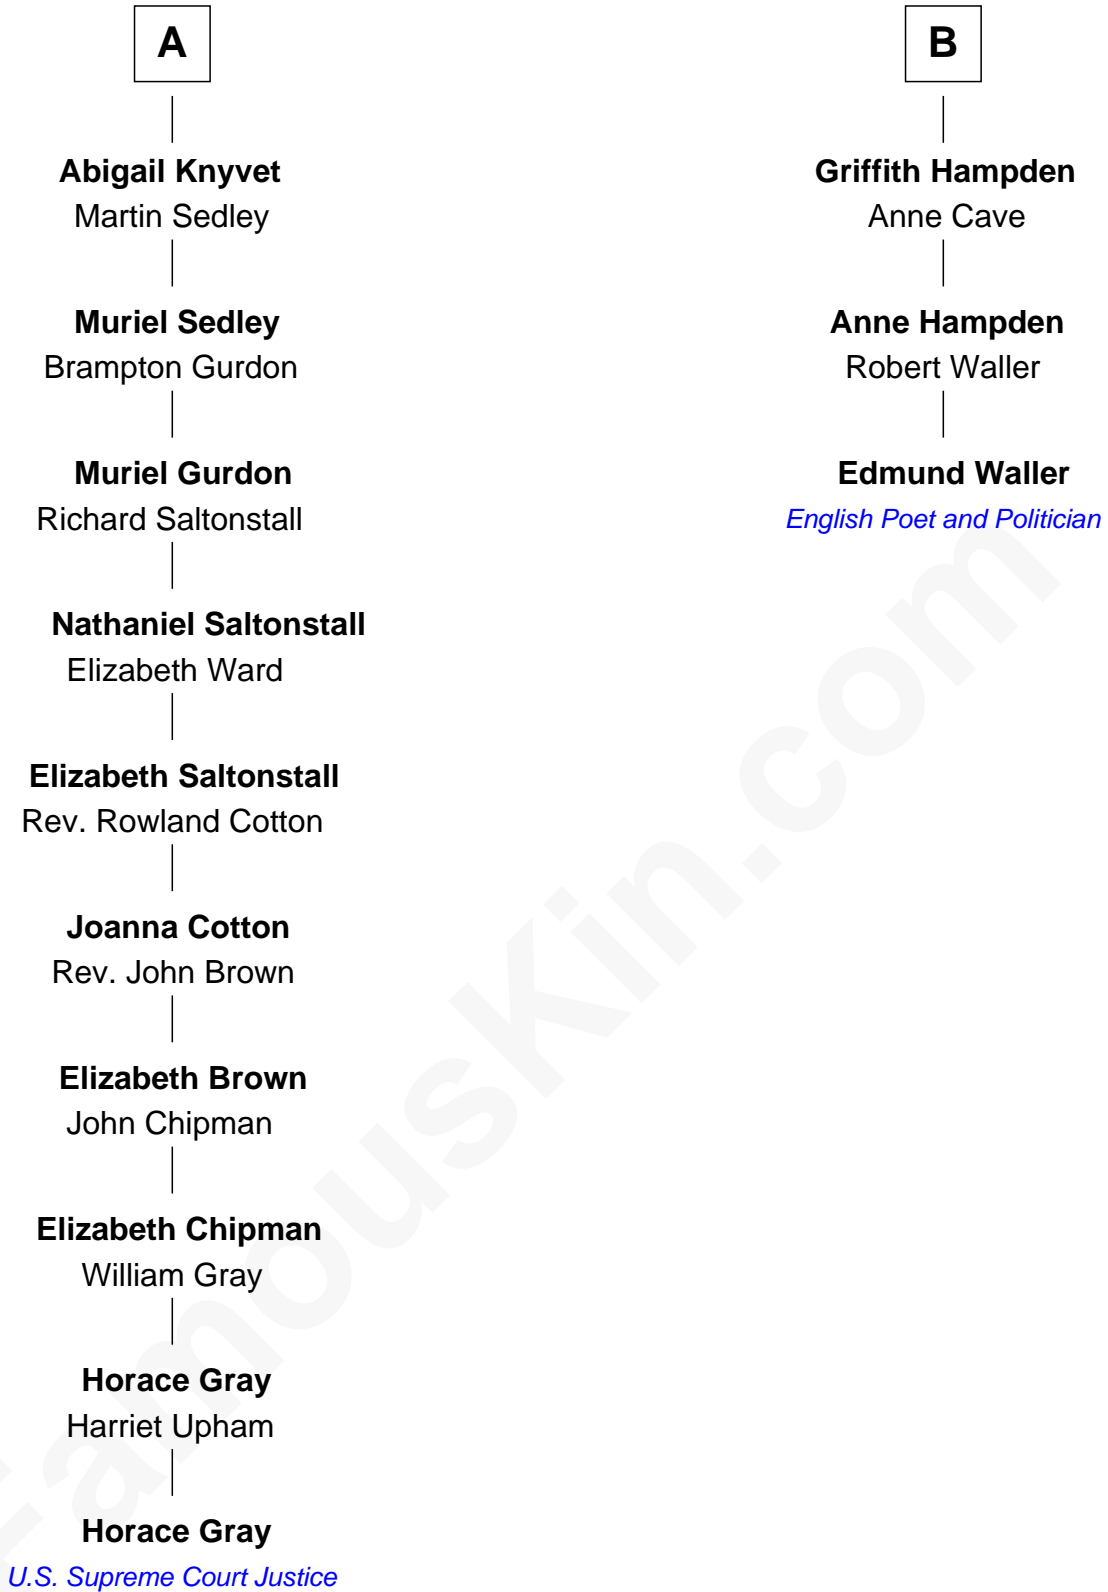 A
Abigail Knyvet
Martin Sedley
Muriel Sedley
Brampton Gurdon
Muriel Gurdon
Richard Saltonstall
Nathaniel Saltonstall
Elizabeth Ward
Elizabeth Saltonstall
Rev. Rowland Cotton
Joanna Cotton
Rev. John Brown
Elizabeth Brown
John Chipman
Elizabeth Chipman
William Gray
Horace Gray
Harriet Upham
Horace Gray
U.S. Supreme Court Justice
B
Griffith Hampden
Anne Cave
Anne Hampden
Robert Waller
Edmund Waller
English Poet and Politician
FamousKin.com